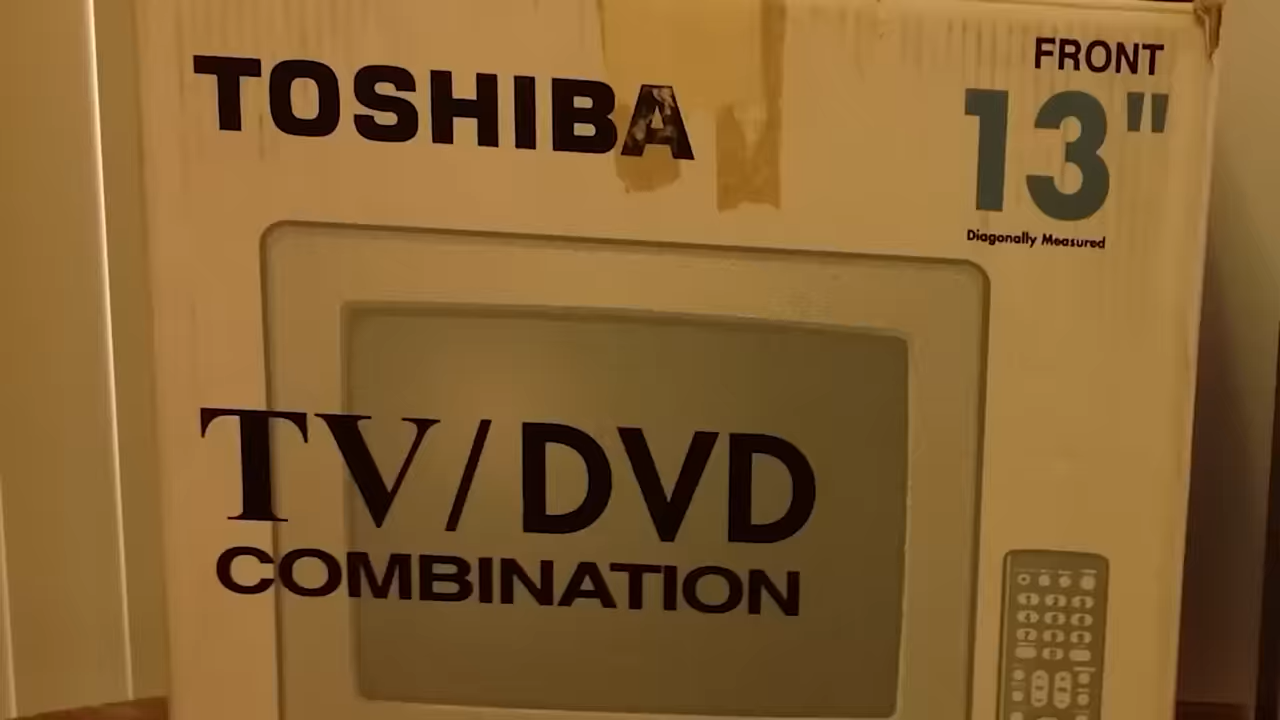 TOSHIBA
FRONT
13"
Diagonally Measured
TV/DVD
COMBINATION